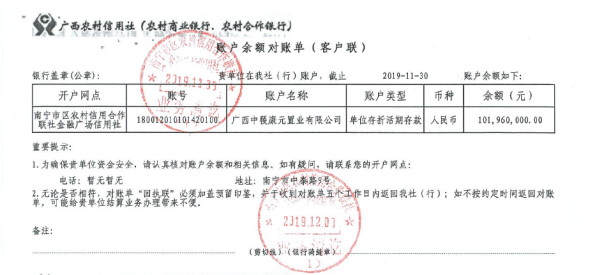 广西农村信用社（农村商业银行、农村合作银行）
账户余额对账单（客户联）
银行盖章(公章): 贵单位在我社（行）账户，截止 2019-11-30 账户余额如下:
开户网点 账号 账户名称 账户类型 币种 余额（元）
南宁市区农村信用合作联社金融广场信用社 180012010101420100 广西中稷康元置业有限公司 单位存折活期存款 人民币 101,960,000.00
重要提示:
1.为确保贵单位资金安全，请认真核对账户余额和相关信息。如有疑问，请联系您的开户网点:
电话: 暂无暂无 地址: 南宁市中泰路9号
2.无论是否相符，对账单“回执联”必须加盖预留印鉴，并于收到对账单五个工作日内返回我社（行）；如不按约定时间返回对账单，可能给贵单位结算业务办理带来不便。
2019.12.03
备注:
(剪切线) (银行骑缝章)